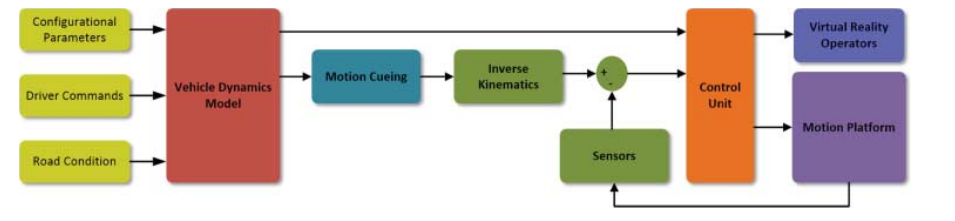 Configurational
Parameters
Driver Commands
Road Condition
Vehicle Dynamics
Model
Motion Cueing
Inverse
Kinematics
+
-
Sensors
Control
Unit
Virtual Reality
Operators
Motion Platform